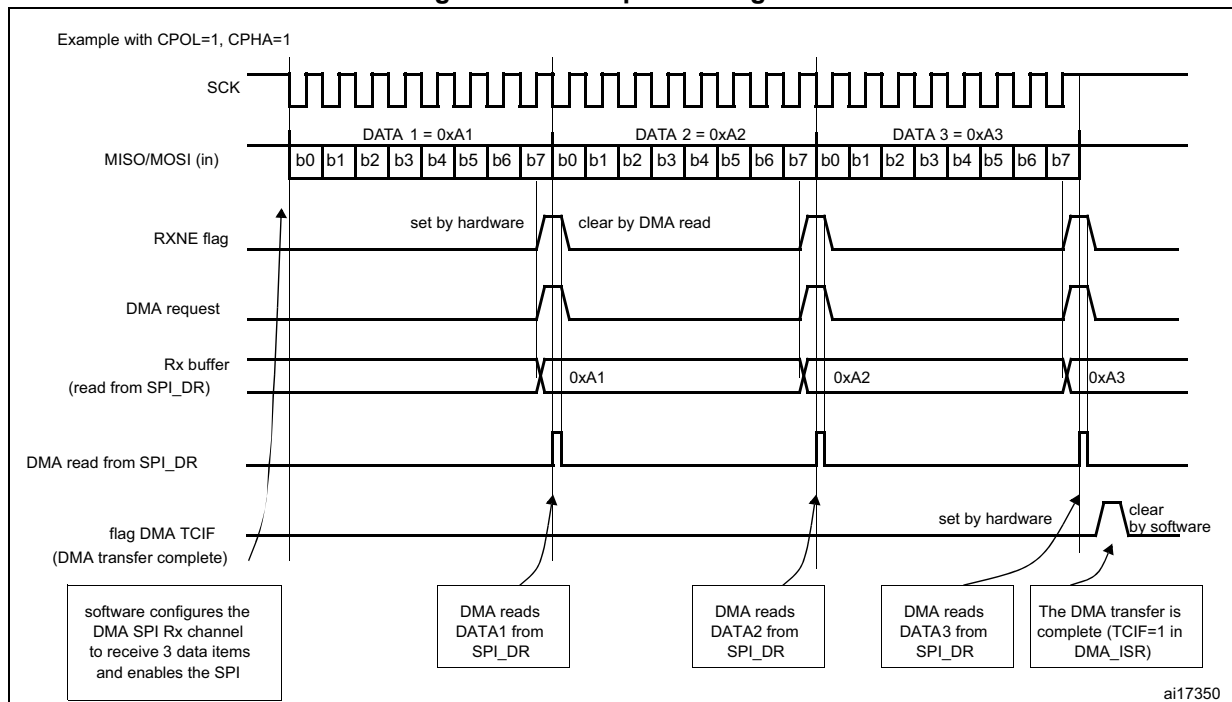 Example with CPOL=1, CPHA=1
SCK
DATA 1 = 0xA1
DATA 2 = 0xA2
DATA 3 = 0xA3
MISO/MOSI (in)
b0 b1 b2 b3 b4 b5 b6 b7 b0 b1 b2 b3 b4 b5 b6 b7 b0 b1 b2 b3 b4 b5 b6 b7
set by hardware
clear by DMA read
RXNE flag
DMA request
Rx buffer
(read from SPI_DR)
0xA1
0xA2
0xA3
DMA read from SPI_DR
flag DMA TCIF
(DMA transfer complete)
set by hardware
clear
by software
software configures the
DMA SPI Rx channel
to receive 3 data items
and enables the SPI
DMA reads
DATA1 from
SPI_DR
DMA reads
DATA2 from
SPI_DR
DMA reads
DATA3 from
SPI_DR
The DMA transfer is
complete (TCIF=1 in
DMA_ISR)
ai17350